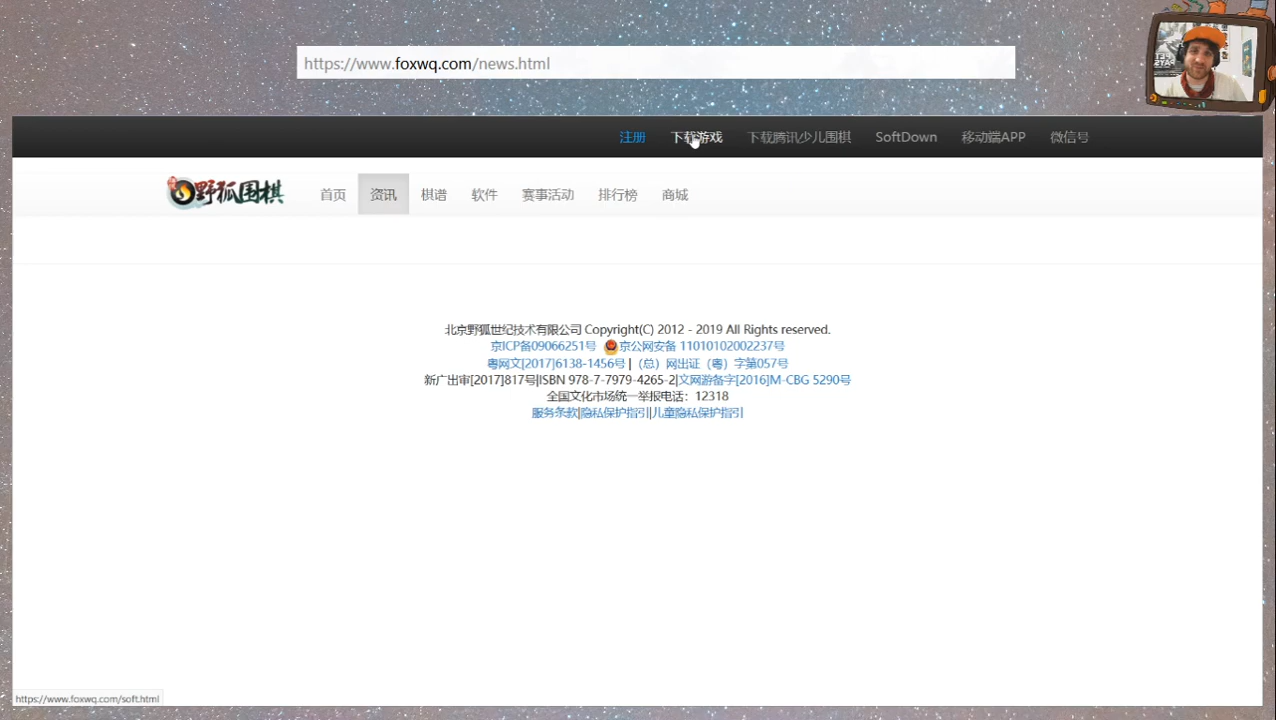 https://www.foxwq.com/news.html
注册 下载游戏 下载腾讯少儿围棋 SoftDown 移动端APP 微信号
野狐围棋 首页 资讯 棋谱 软件 赛事活动 排行榜 商城
北京野狐世纪技术有限公司 Copyright(C) 2012 - 2019 All Rights reserved.
京ICP备09066251号 京公网安备 11010102002237号
粤网文[2017]6138-1456号 | （总）网出证（粤）字第057号
新广出审[2017]817号|ISBN 978-7-7979-4265-2|文网游备字[2016]M-CBG 5290号
全国文化市场统一举报电话：12318
服务条款|隐私保护指引|儿童隐私保护指引
https://www.foxwq.com/soft.html